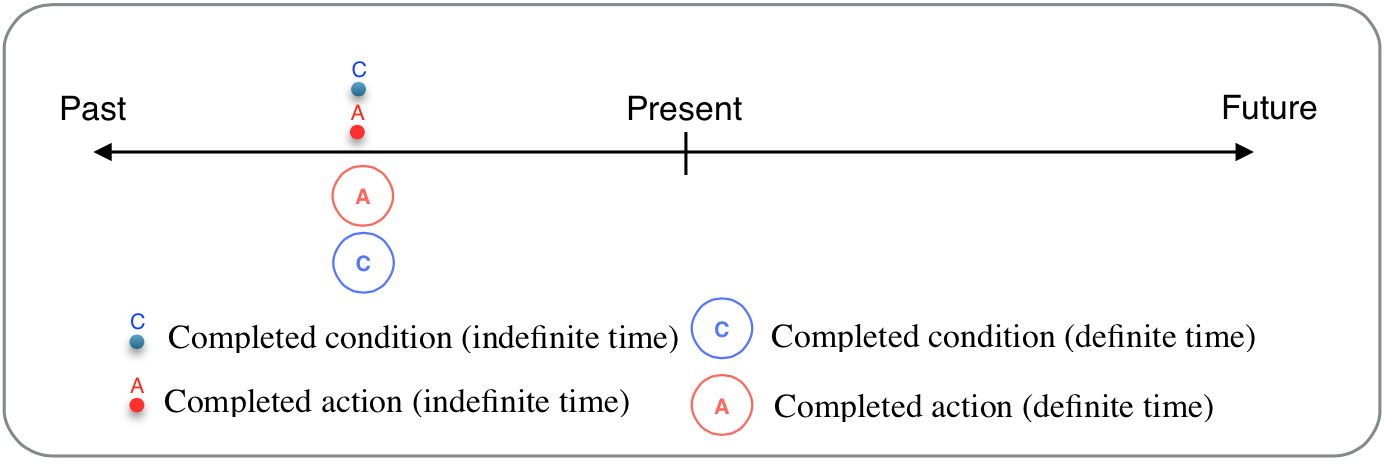 C
A
Past Present Future
A
C
C
Completed condition (indefinite time)
C
Completed condition (definite time)
A
Completed action (indefinite time)
A
Completed action (definite time)